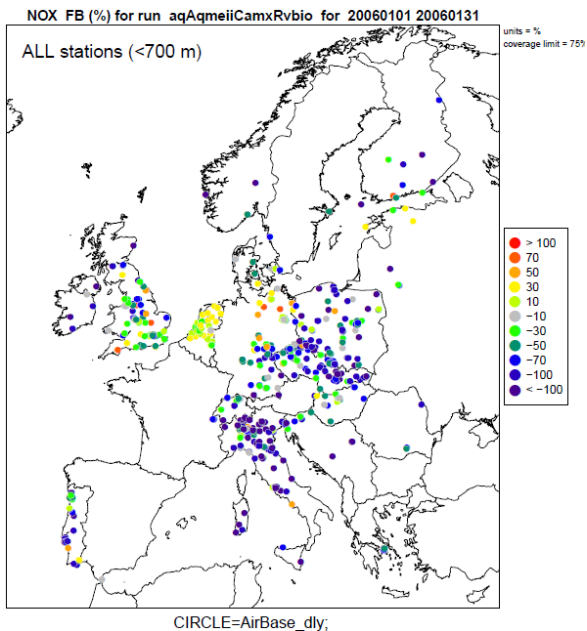 NOX FB (%) for run aqAqmeiiCamxRvbio for 20060101 20060131
units = %
coverage limit = 75%
ALL stations (<700 m)
> 100
70
50
30
10
−10
−30
−50
−70
−100
< −100
CIRCLE=AirBase_dly;